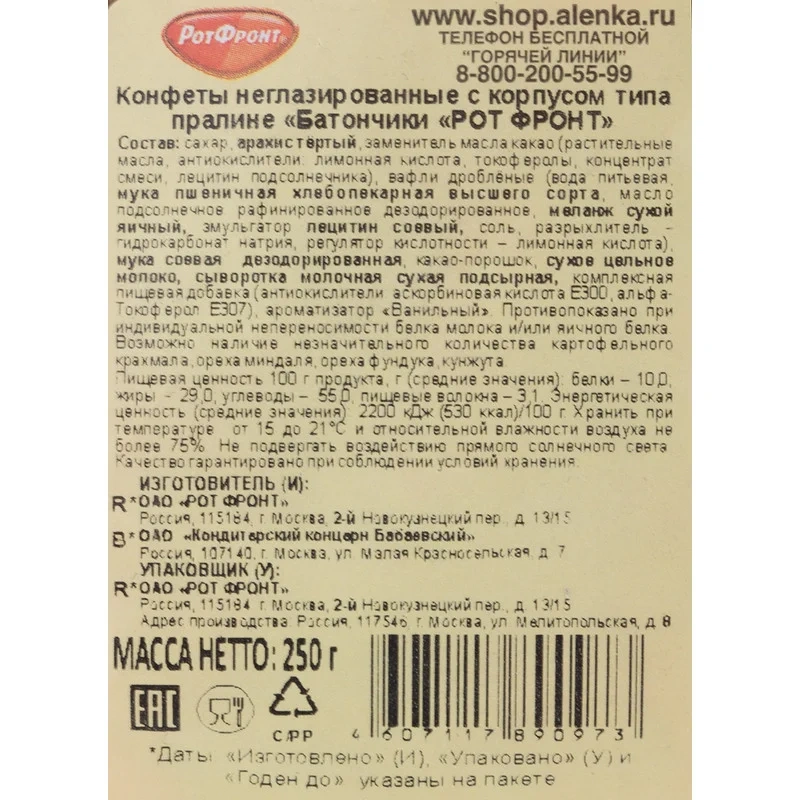 РотФронт
www.shop.alenka.ru
ТЕЛЕФОН БЕСПЛАТНОЙ
"ГОРЯЧЕЙ ЛИНИИ"
8-800-200-55-99
Конфеты неглазированные с корпусом типа
пралине «Батончики «РОТ ФРОНТ»
Состав: сахар, арахис тёртый, заменитель масла какао (растительные
масла, антиокислители: лимонная кислота, токоферолы, концентрат
смеси, лецитин подсолнечника), вафли дроблёные (вода питьевая,
мука пшеничная хлебопекарная высшего сорта, масло
подсолнечное рафинированное дезодорированное, меланж сухой
яичный, эмульгатор лецитин соевый, соль, разрыхлитель -
гидрокарбонат натрия, регулятор кислотности – лимонная кислота),
мука соевая дезодорированная, какао-порошок, сухое цельное
молоко, сыворотка молочная сухая подсырная, комплексная
пищевая добавка (антиокислители аскорбиновая кислота Е300, альфа-
Токоферол Е307), ароматизатор «Ванильный». Противопоказано при
индивидуальной непереносимости белка молока и/или яичного белка.
Возможно наличие незначительного количества картофельного
крахмала, ореха миндаля, ореха фундука, кунжута.
Пищевая ценность 100 г продукта, г (средние значения): белки – 10,0,
жиры - 29,0, углеводы – 55,0, пищевые волокна – 3,1. Энергетическая
ценность (средние значения): 2200 кДж (530 ккал)/100 г. Хранить при
температуре от 15 до 21°С и относительной влажности воздуха не
более 75%. Не подвергать воздействию прямого солнечного света.
Качество гарантировано при соблюдении условий хранения.
ИЗГОТОВИТЕЛЬ (И):
R*ОАО «РОТ ФРОНТ»
Россия, 115184, г. Москва, 2-й Новокузнецкий пер., д. 13/15
В*ОАО «Кондитерский концерн Бабаевский»
Россия, 107140, г. Москва, ул. Малая Красносельская, д. 7
УПАКОВЩИК (У):
R*ОАО «РОТ ФРОНТ»
Россия, 115184, г. Москва, 2-й Новокузнецкий пер., д. 13/15
Адрес производства: Россия, 117546, г. Москва, ул. Мелитопольская, д. 8
МАССА НЕТТО: 250 г
EAC
C/PP
4 607117 890973
*Даты «Изготовлено» (И), «Упаковано» (У) и
«Годен до» указаны на пакете